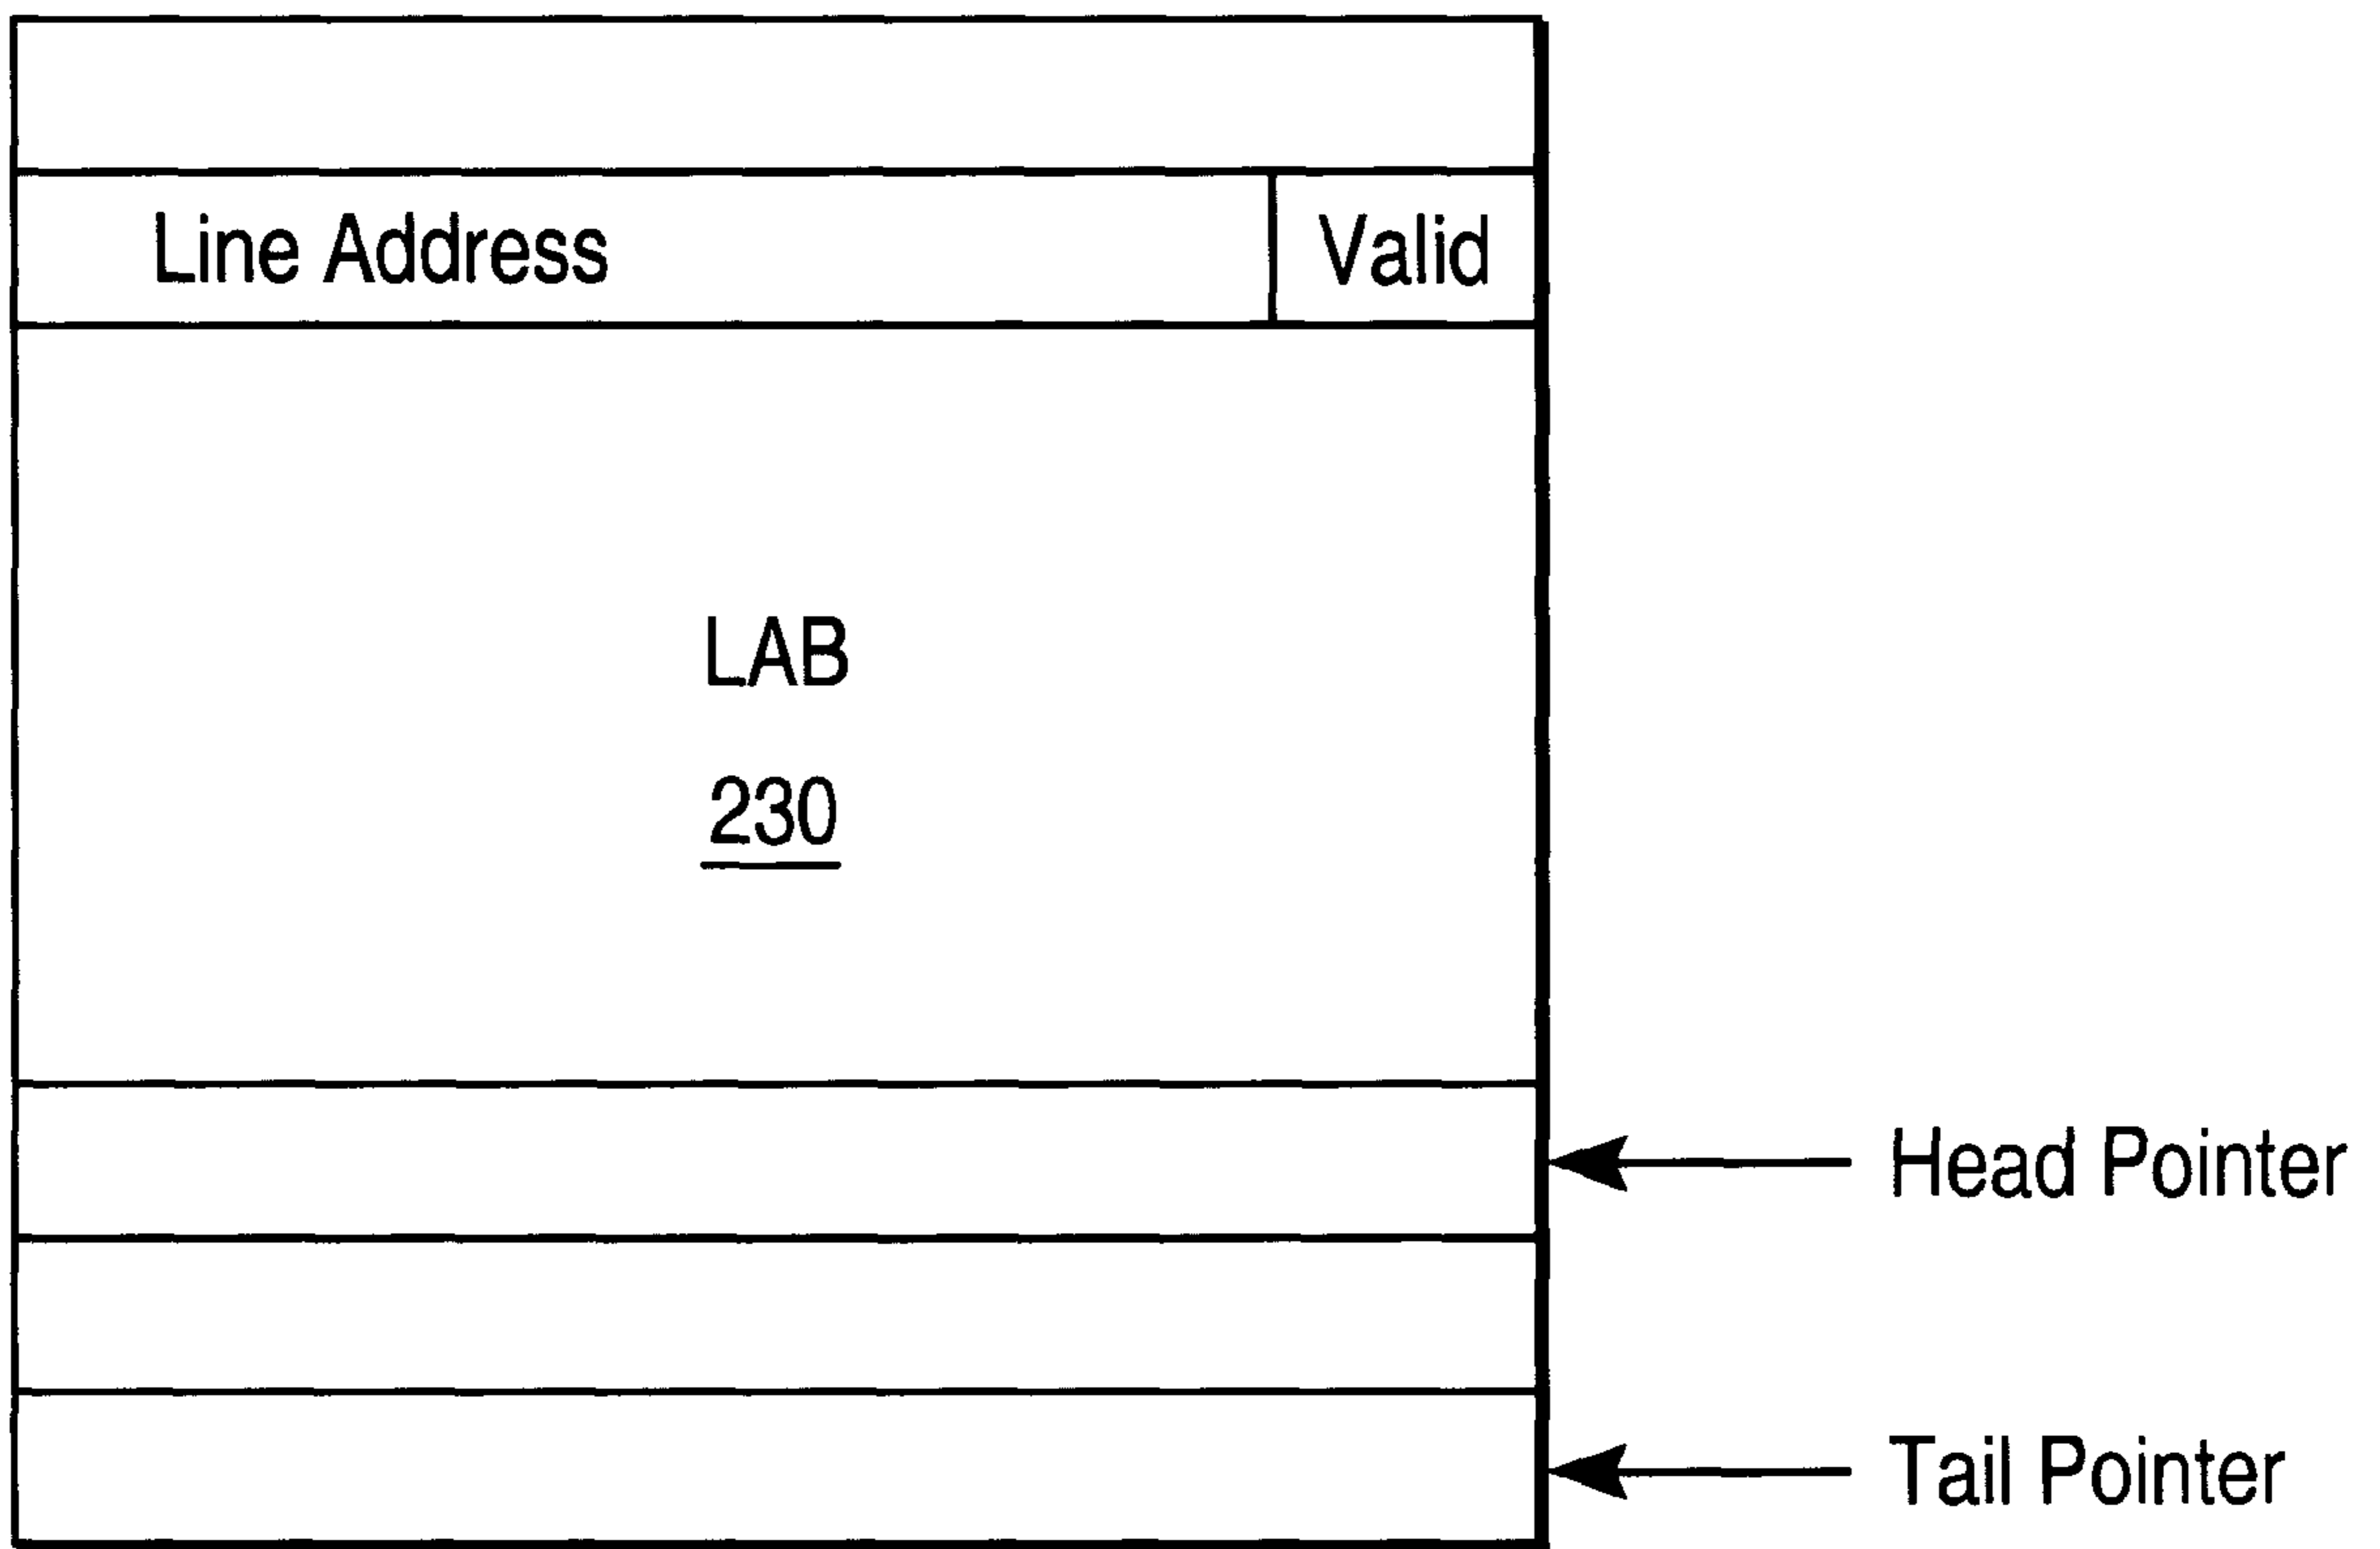 Line Address
Valid
LAB
230
Head Pointer
Tail Pointer